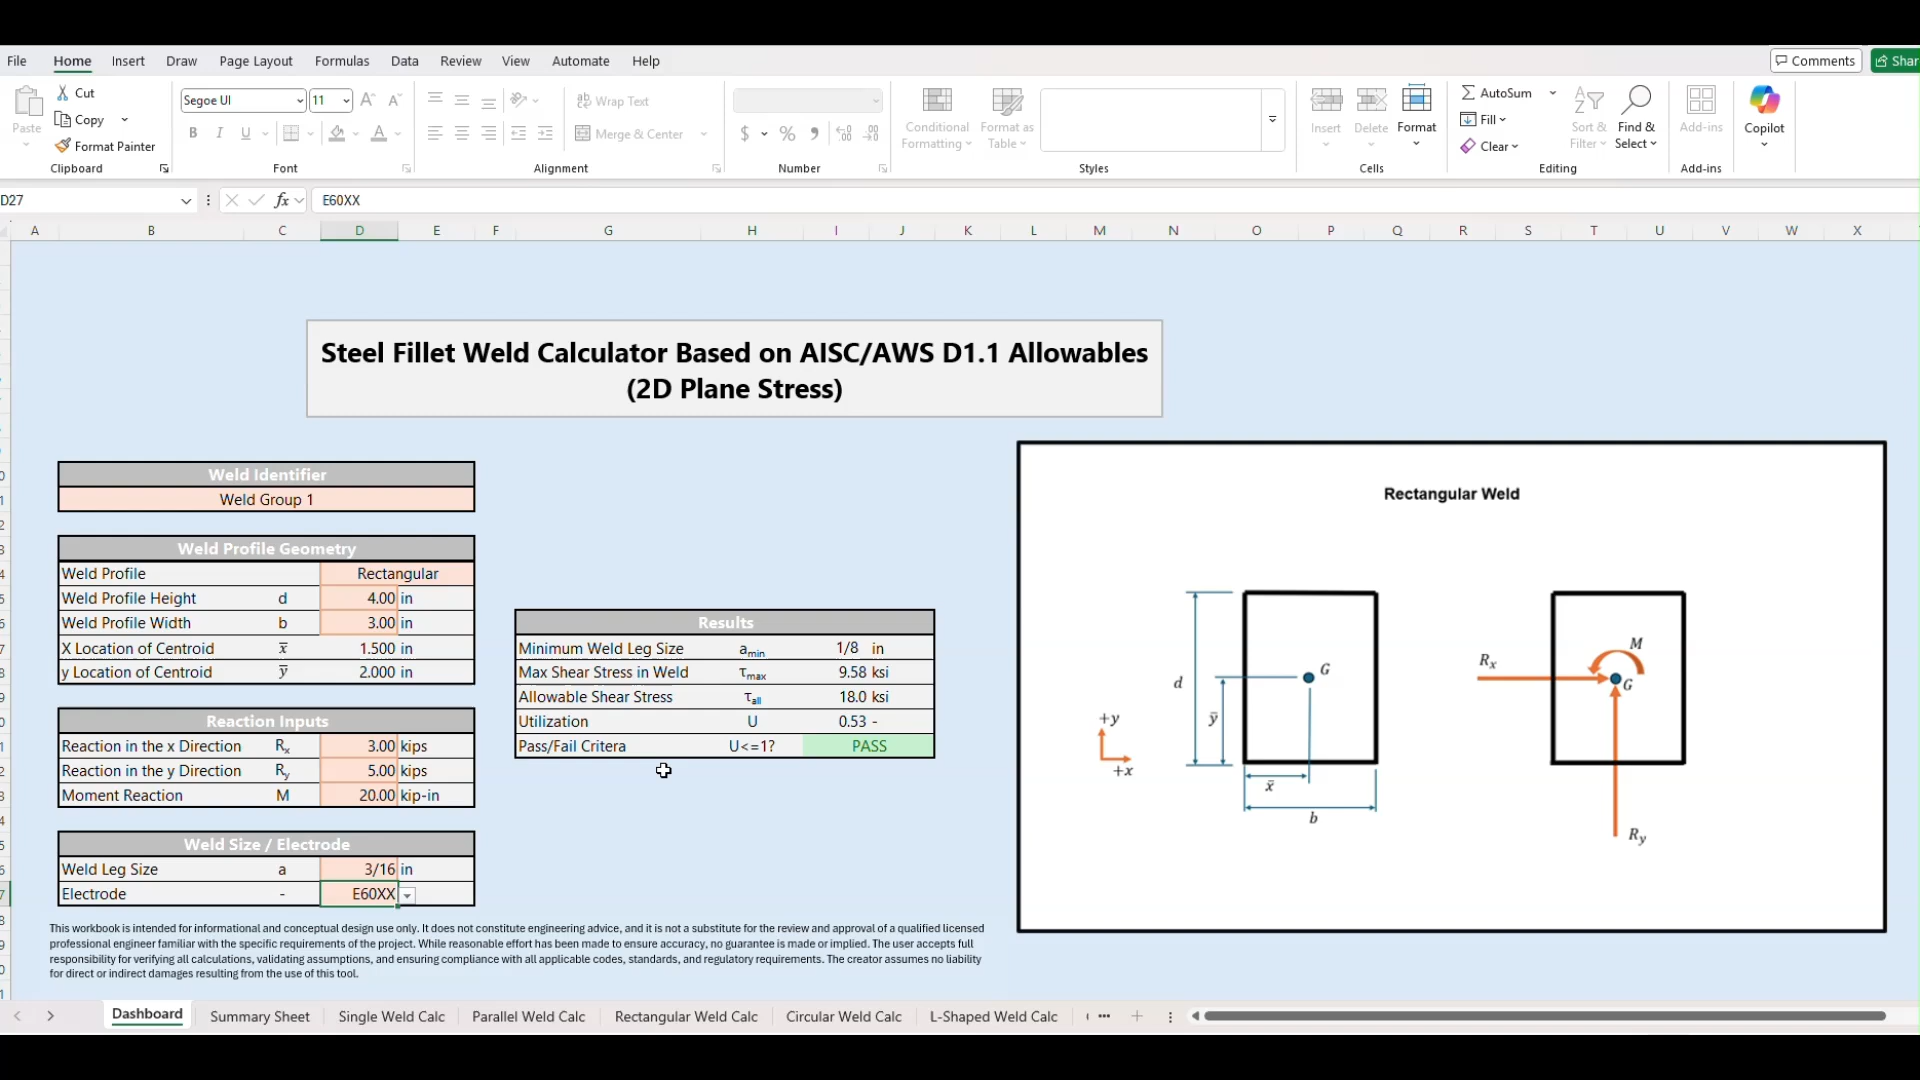 File Home Insert Draw Page Layout Formulas Data Review View Automate Help Comments Shar
Paste Cut
Copy
Format Painter
Clipboard
Segoe UI 11
B I U A
Font
Wrap Text
Merge & Center
Alignment
$ % ,
Number
Conditional Formatting
Format as Table
Styles
Insert Delete Format
Cells
AutoSum
Fill
Clear
Sort & Filter
Find & Select
Editing
Add-ins
Add-ins
Copilot
D27 fx E60XX
A B C D E F G H I J K L M N O P Q R S T U V W X
Steel Fillet Weld Calculator Based on AISC/AWS D1.1 Allowables
(2D Plane Stress)
Weld Identifier
Weld Group 1
Weld Profile Geometry
Weld Profile Rectangular
Weld Profile Height d 4.00 in
Weld Profile Width b 3.00 in
X Location of Centroid x̅ 1.500 in
y Location of Centroid y̅ 2.000 in
Reaction Inputs
Reaction in the x Direction Rx 3.00 kips
Reaction in the y Direction Ry 5.00 kips
Moment Reaction M 20.00 kip-in
Weld Size / Electrode
Weld Leg Size a 3/16 in
Electrode - E60XX
Results
Minimum Weld Leg Size amin 1/8 in
Max Shear Stress in Weld τmax 9.58 ksi
Allowable Shear Stress τall 18.0 ksi
Utilization U 0.53 -
Pass/Fail Critera U<=1? PASS
Rectangular Weld
d G y̅ x̅ b
+y
+x
Rx M G Ry
This workbook is intended for informational and conceptual design use only. It does not constitute engineering advice, and it is not a substitute for the review and approval of a qualified licensed
professional engineer familiar with the specific requirements of the project. While reasonable effort has been made to ensure accuracy, no guarantee is made or implied. The user accepts full
responsibility for verifying all calculations, validating assumptions, and ensuring compliance with all applicable codes, standards, and regulatory requirements. The creator assumes no liability
for direct or indirect damages resulting from the use of this tool.
Dashboard Summary Sheet Single Weld Calc Parallel Weld Calc Rectangular Weld Calc Circular Weld Calc L-Shaped Weld Calc